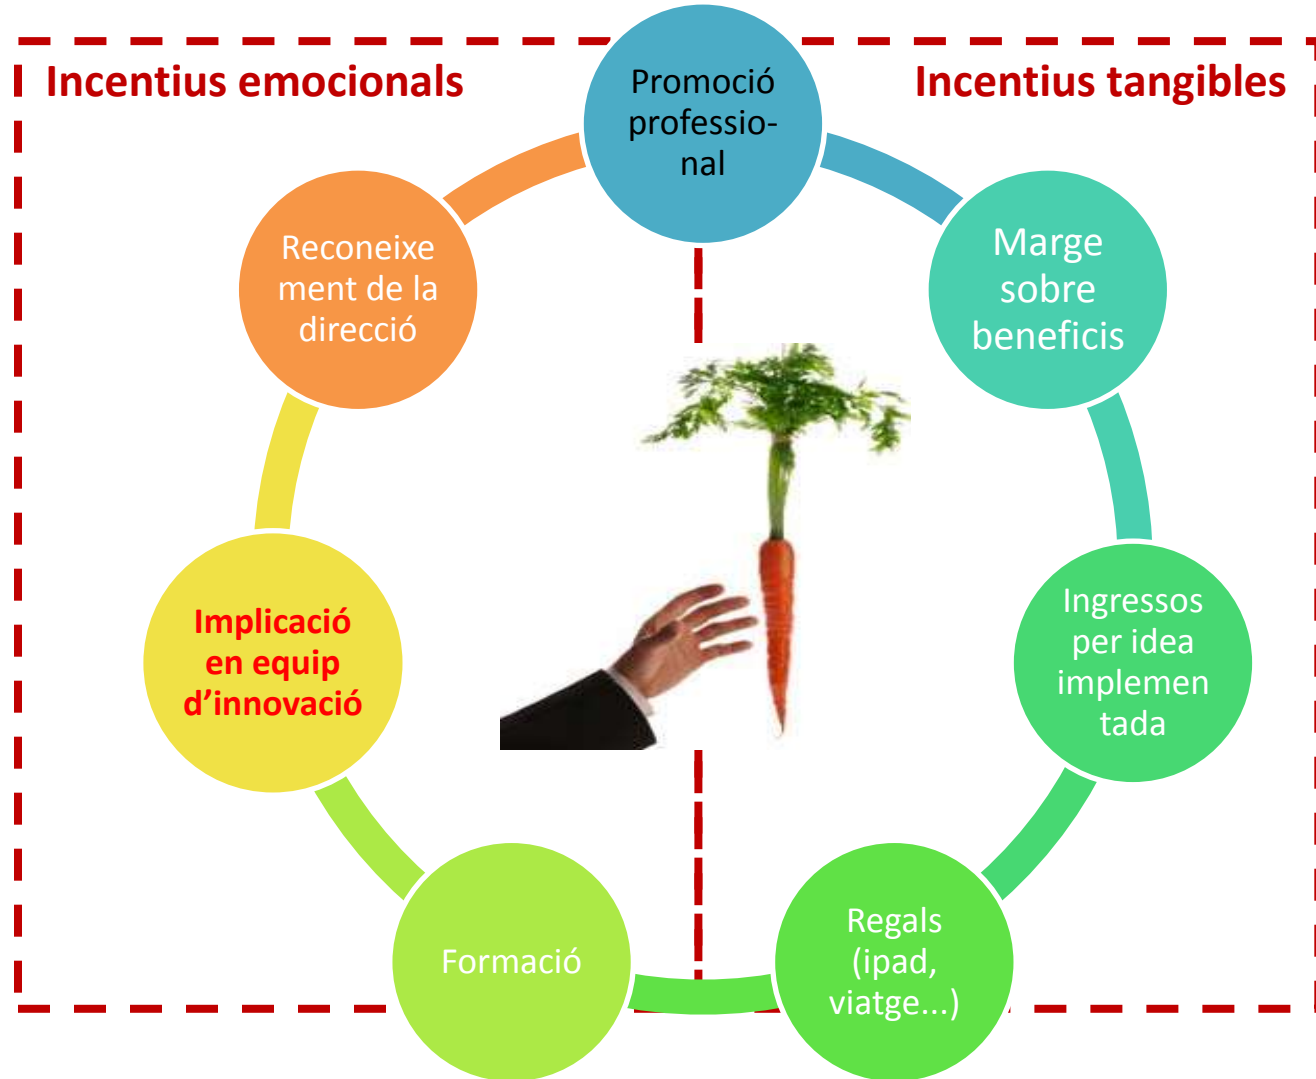 Incentius emocionals
Incentius tangibles
Promoció
professio-
nal
Marge
sobre
beneficis
Ingressos
per idea
implemen
tada
Regals
(ipad,
viatge...)
Formació
Implicació
en equip
d’innovació
Reconeixe
ment de la
direcció